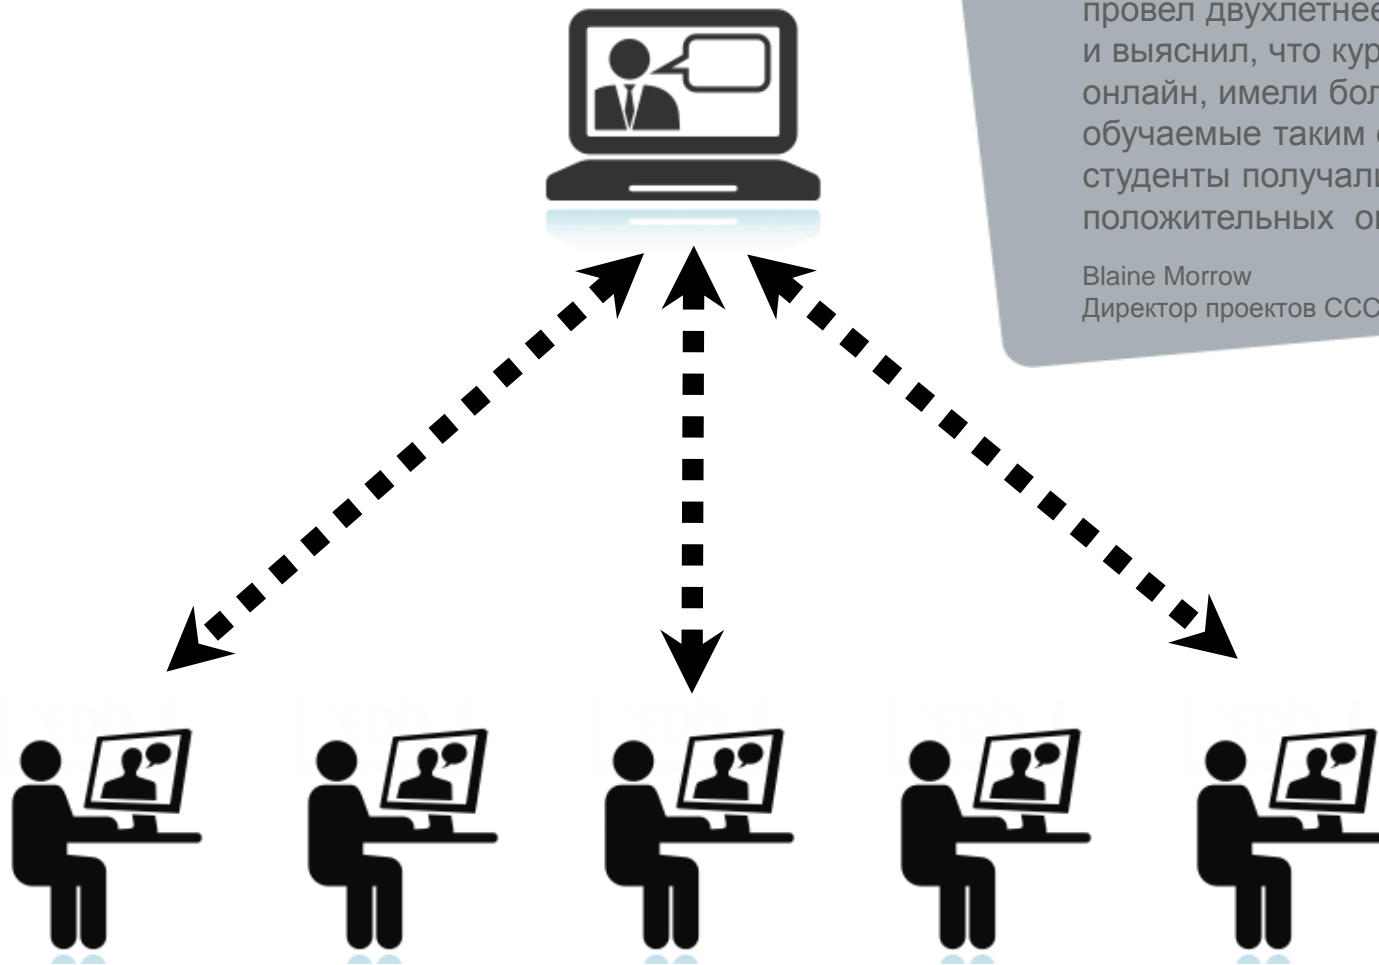 провел двухлетнее
и выяснил, что кур
онлайн, имели бол
обучаемые таким
студенты получали
положительных
Blaine Morrow
Директор проектов CCC